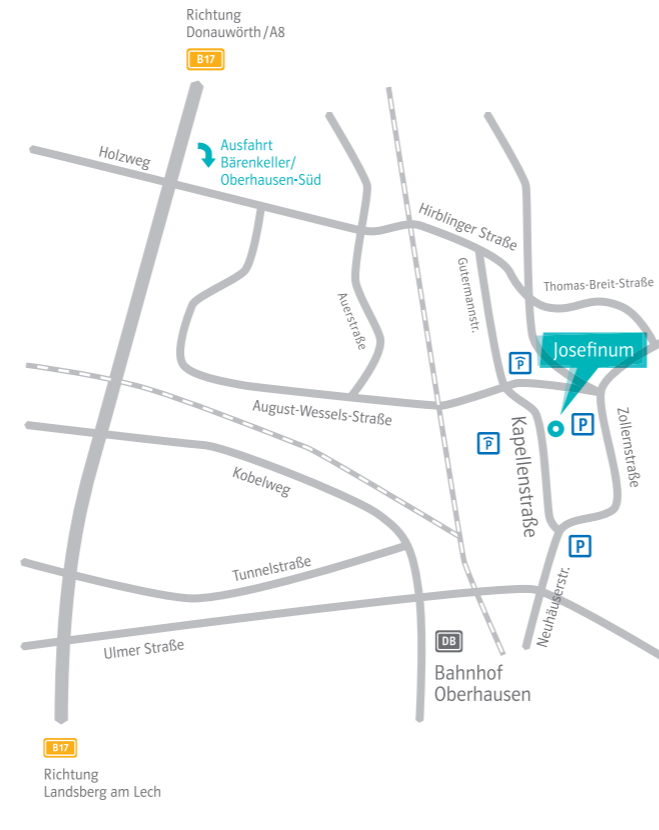 Richtung
Donauwörth/A8
B17
Ausfahrt
Bärenkeller/
Oberhausen-Süd
Holzweg
Hirblinger Straße
Gutermannstr.
Thomas-Breit-Straße
Auerstraße
Josefinum
P
August-Wessels-Straße
Kapellenstraße
P
Zollernstraße
P
Kobelweg
P
Tunnelstraße
Neuhäuserstr.
Ulmer Straße
DB
Bahnhof
Oberhausen
B17
Richtung
Landsberg am Lech